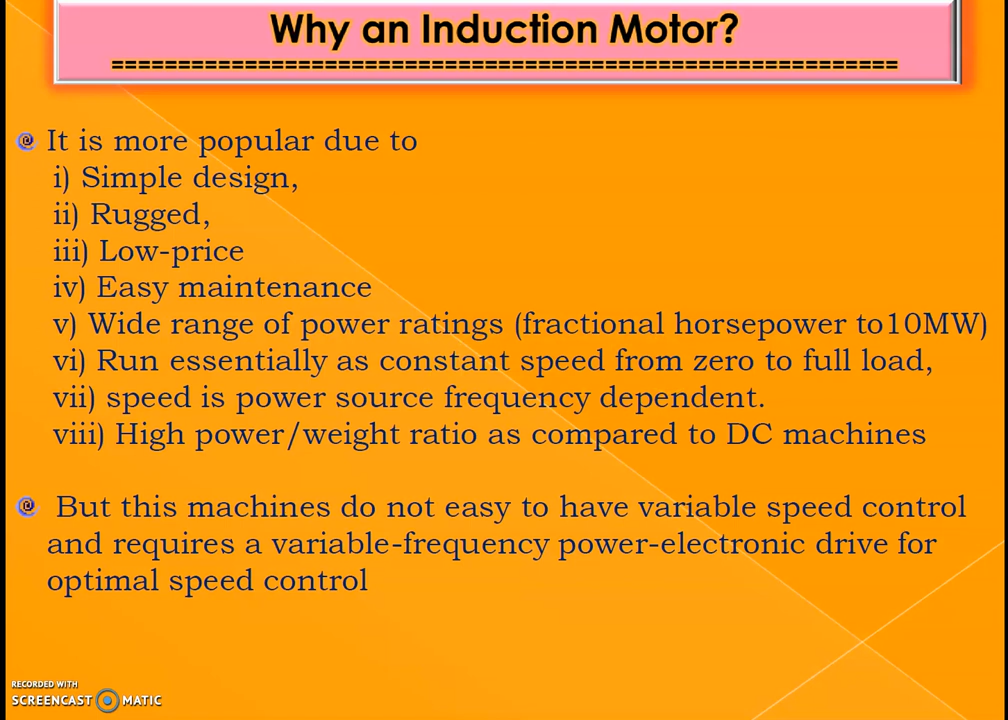 Why an Induction Motor?
===========================================================
It is more popular due to
i) Simple design,
ii) Rugged,
iii) Low-price
iv) Easy maintenance
v) Wide range of power ratings (fractional horsepower to10MW)
vi) Run essentially as constant speed from zero to full load,
vii) speed is power source frequency dependent.
viii) High power/weight ratio as compared to DC machines
But this machines do not easy to have variable speed control
and requires a variable-frequency power-electronic drive for
optimal speed control
RECORDED WITH
SCREENCAST MATIC